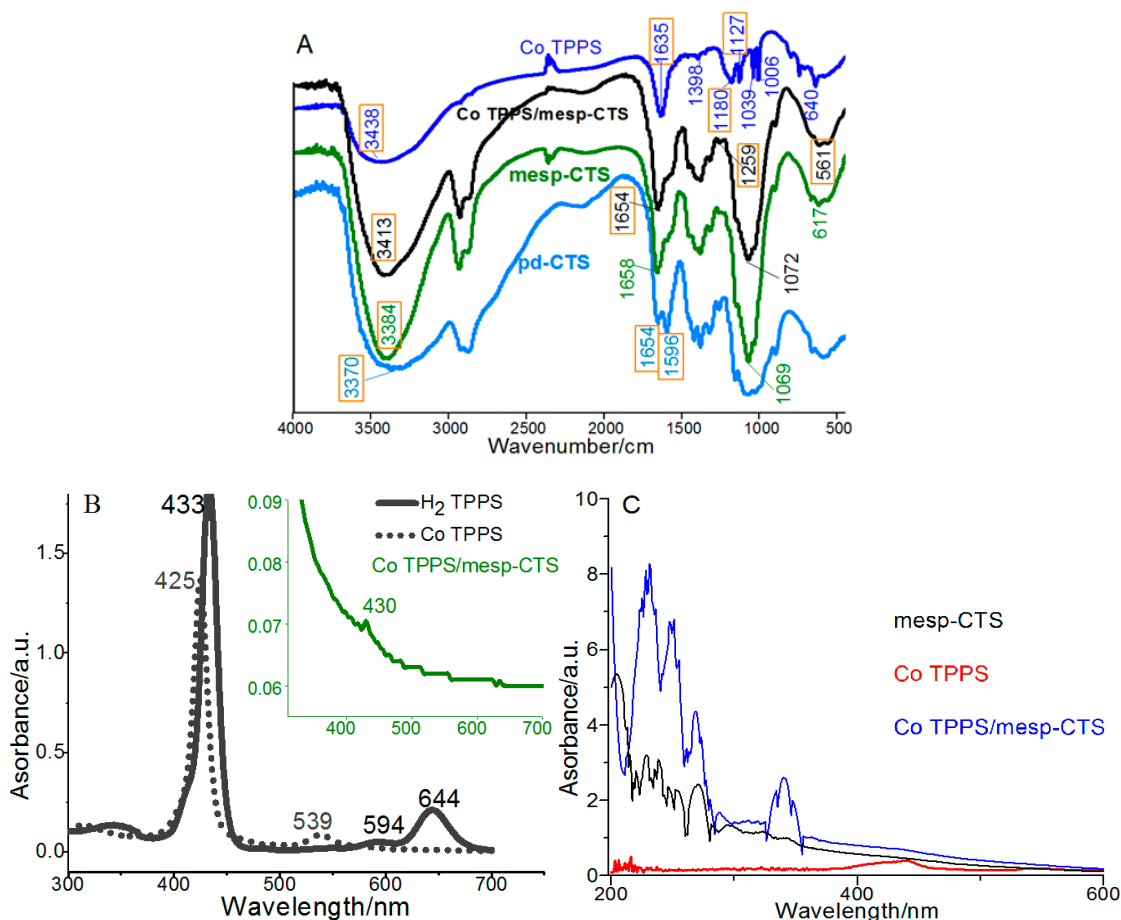 A
Co TPPS
1635
1127
3438
Co TPPS/mesp-CTS
1398
1180
1039
1006
640
mesp-CTS
1259
561
3413
1654
617
pd-CTS
1658
1072
3384
3370
1654
1596
1069
4000 3500 3000 2500 2000 1500 1000 500
Wavenumber/cm
B
433
425
539
594
644
H2 TPPS
Co TPPS
Co TPPS/mesp-CTS
430
0.09
0.08
0.07
0.06
400 500 600 700
1.5
1.0
0.5
0.0
Asorbance/a.u.
300 400 500 600 700
Wavelength/nm
C
10
8
6
4
2
0
Asorbance/a.u.
mesp-CTS
Co TPPS
Co TPPS/mesp-CTS
200 400 600
Wavelength/nm